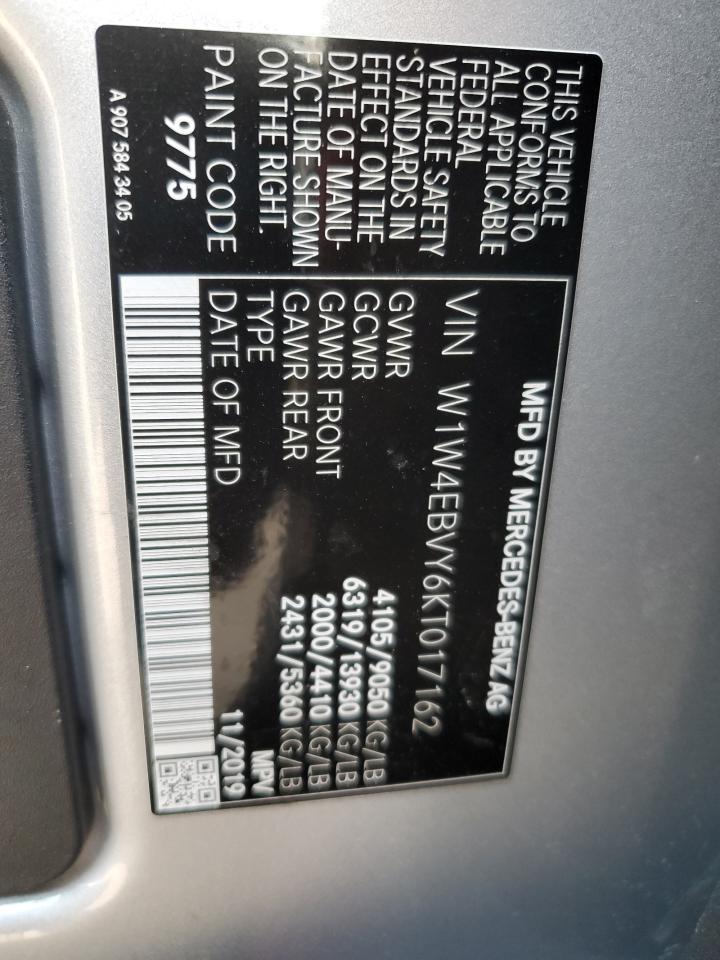 THIS VEHICLE
CONFORMS TO
ALL APPLICABLE
FEDERAL
VEHICLE SAFETY
STANDARDS IN
EFFECT ON THE
DATE OF MANU-
FACTURE SHOWN
ON THE RIGHT.
PAINT CODE
9775
A 907 584 34 05
MFD BY MERCEDES-BENZ AG
VIN W1W4EBVY6KT017162
GVWR 4105/9050 KG/LB
GCWR 6319/13930 KG/LB
GAWR FRONT 2000/4410 KG/LB
GAWR REAR 2431/5360 KG/LB
TYPE MPV
DATE OF MFD 11/2019